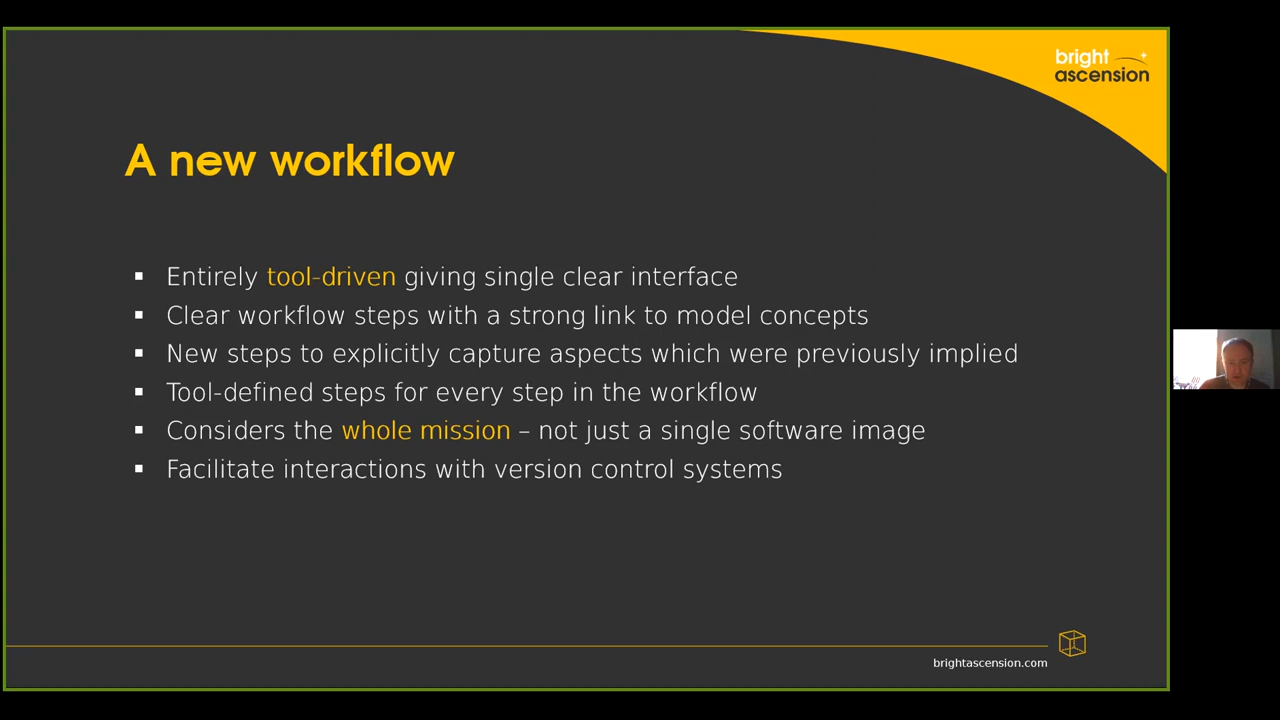 bright
ascension
A new workflow
▪ Entirely tool-driven giving single clear interface
▪ Clear workflow steps with a strong link to model concepts
▪ New steps to explicitly capture aspects which were previously implied
▪ Tool-defined steps for every step in the workflow
▪ Considers the whole mission – not just a single software image
▪ Facilitate interactions with version control systems
brightascension.com